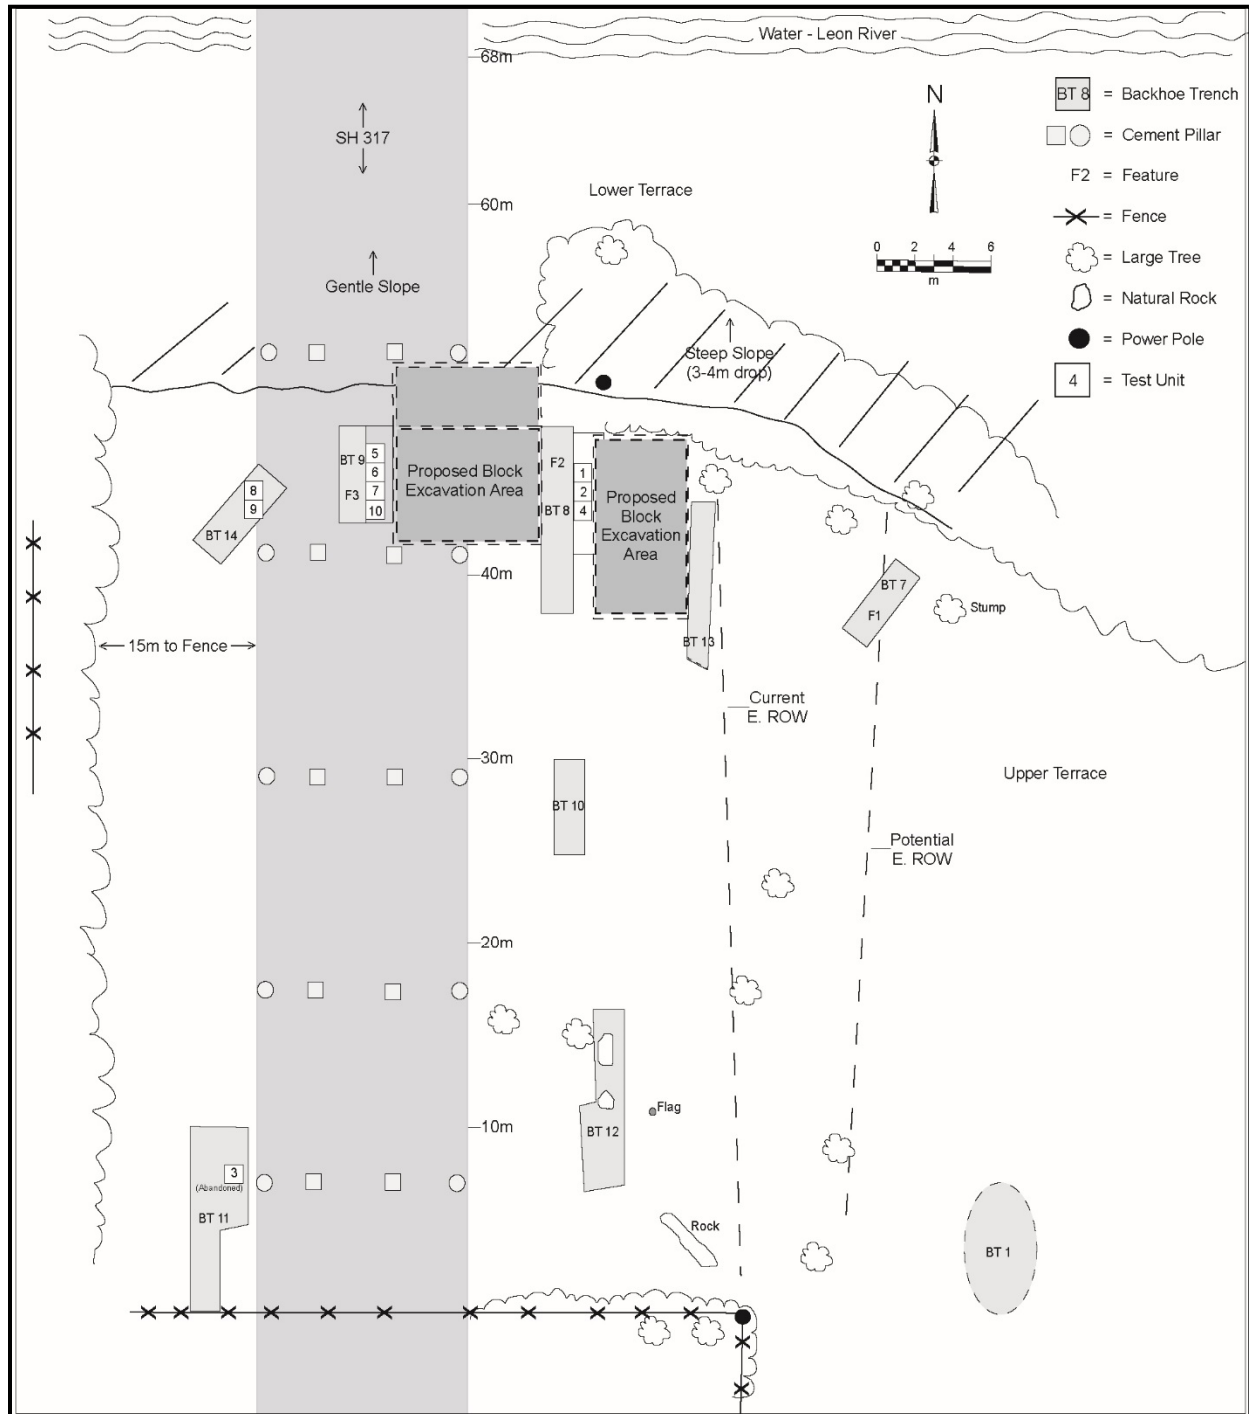 Water - Leon River
68m
N
BT 8 = Backhoe Trench
SH 317
= Cement Pillar
F2 = Feature
Lower Terrace
60m
= Fence
0 2 4 6
m
= Large Tree
Gentle Slope
= Natural Rock
= Power Pole
Steep Slope
(3-4m drop)
4 = Test Unit
BT 9
F3
5
6
7
10
Proposed Block
Excavation Area
F2
BT 8
1
2
4
Proposed
Block
Excavation
Area
8
9
BT 14
40m
BT 7
F1
Stump
BT 13
15m to Fence
Current
E. ROW
30m
Upper Terrace
BT 10
Potential
E. ROW
20m
10m
Flag
BT 12
3
(Abandoned)
BT 11
Rock
BT 1